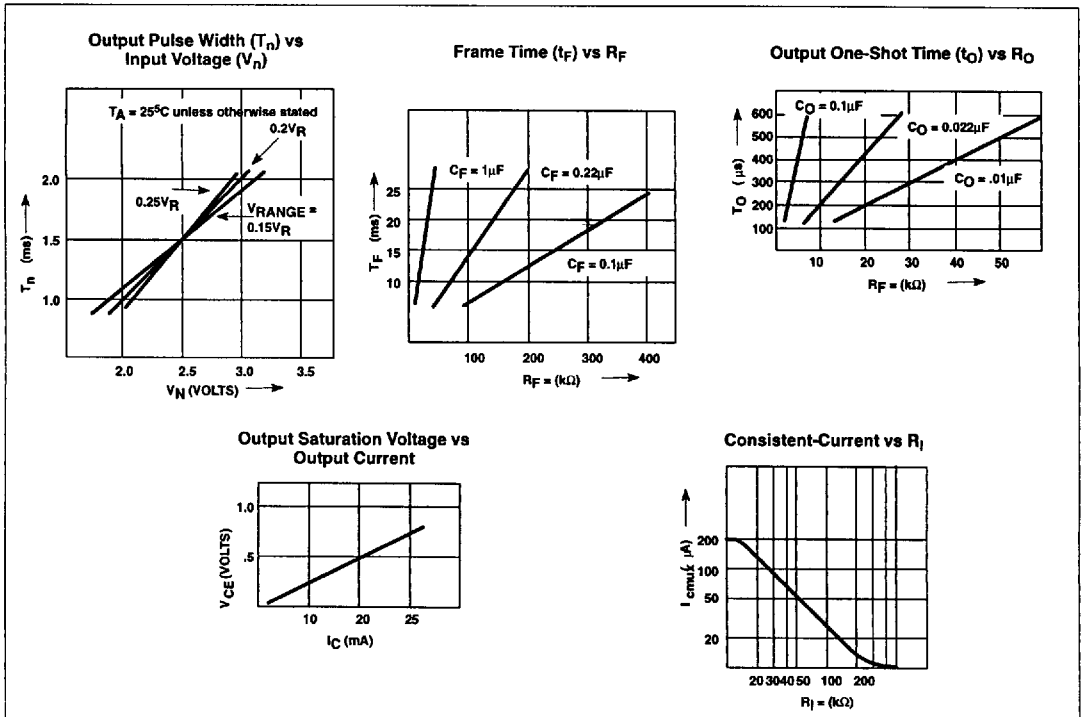 Output Pulse Width (Tn) vs
Input Voltage (Vn)
TA = 25⁵C unless otherwise stated
0.2VR
0.25VR
VRANGE =
0.15VR
Tn (ms)
2.0
1.5
1.0
2.0 2.5 3.0 3.5
VN (VOLTS)
Frame Time (tF) vs RF
CF = 1µF
CF = 0.22µF
CF = 0.1µF
TF (ms)
25
20
15
10
100 200 300 400
RF = (kΩ)
Output One-Shot Time (tO) vs RO
CO = 0.1µF
CO = 0.022µF
CO = .01µF
TO (µs)
600
500
400
300
200
100
10 20 30 40 50
RF = (kΩ)
Output Saturation Voltage vs
Output Current
VCE (VOLTS)
1.0
.5
10 20 25
IC (mA)
Consistent-Current vs RI
I cmux (µA)
200
100
50
20
20 30 40 50 100 200
RI = (kΩ)